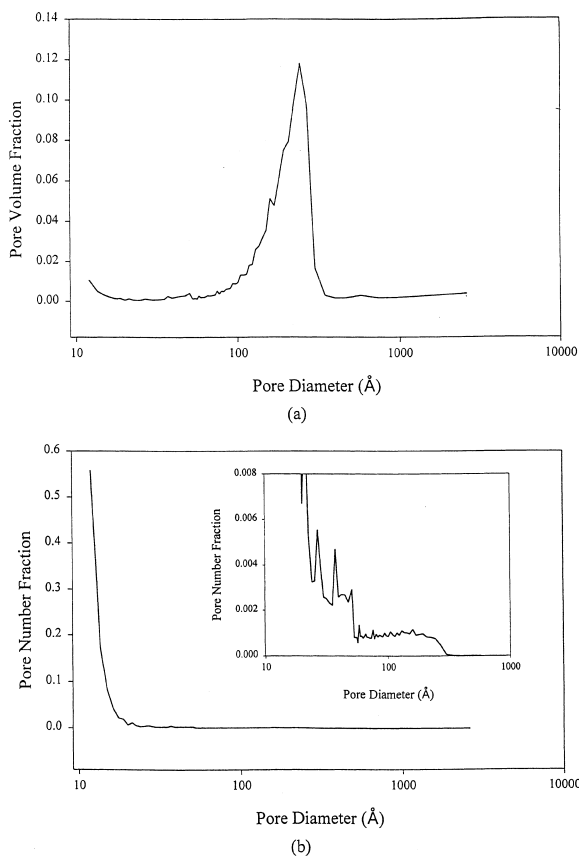 0.14
0.12
0.10
0.08
0.06
0.04
0.02
0.00
Pore Volume Fraction
10 100 1000 10000
Pore Diameter (Å)
(a)
0.6
0.5
0.4
0.3
0.2
0.1
0.0
Pore Number Fraction
0.008
0.006
0.004
0.002
0.000
Pore Number Fraction
10 100 1000
Pore Diameter (Å)
10 100 1000 10000
Pore Diameter (Å)
(b)